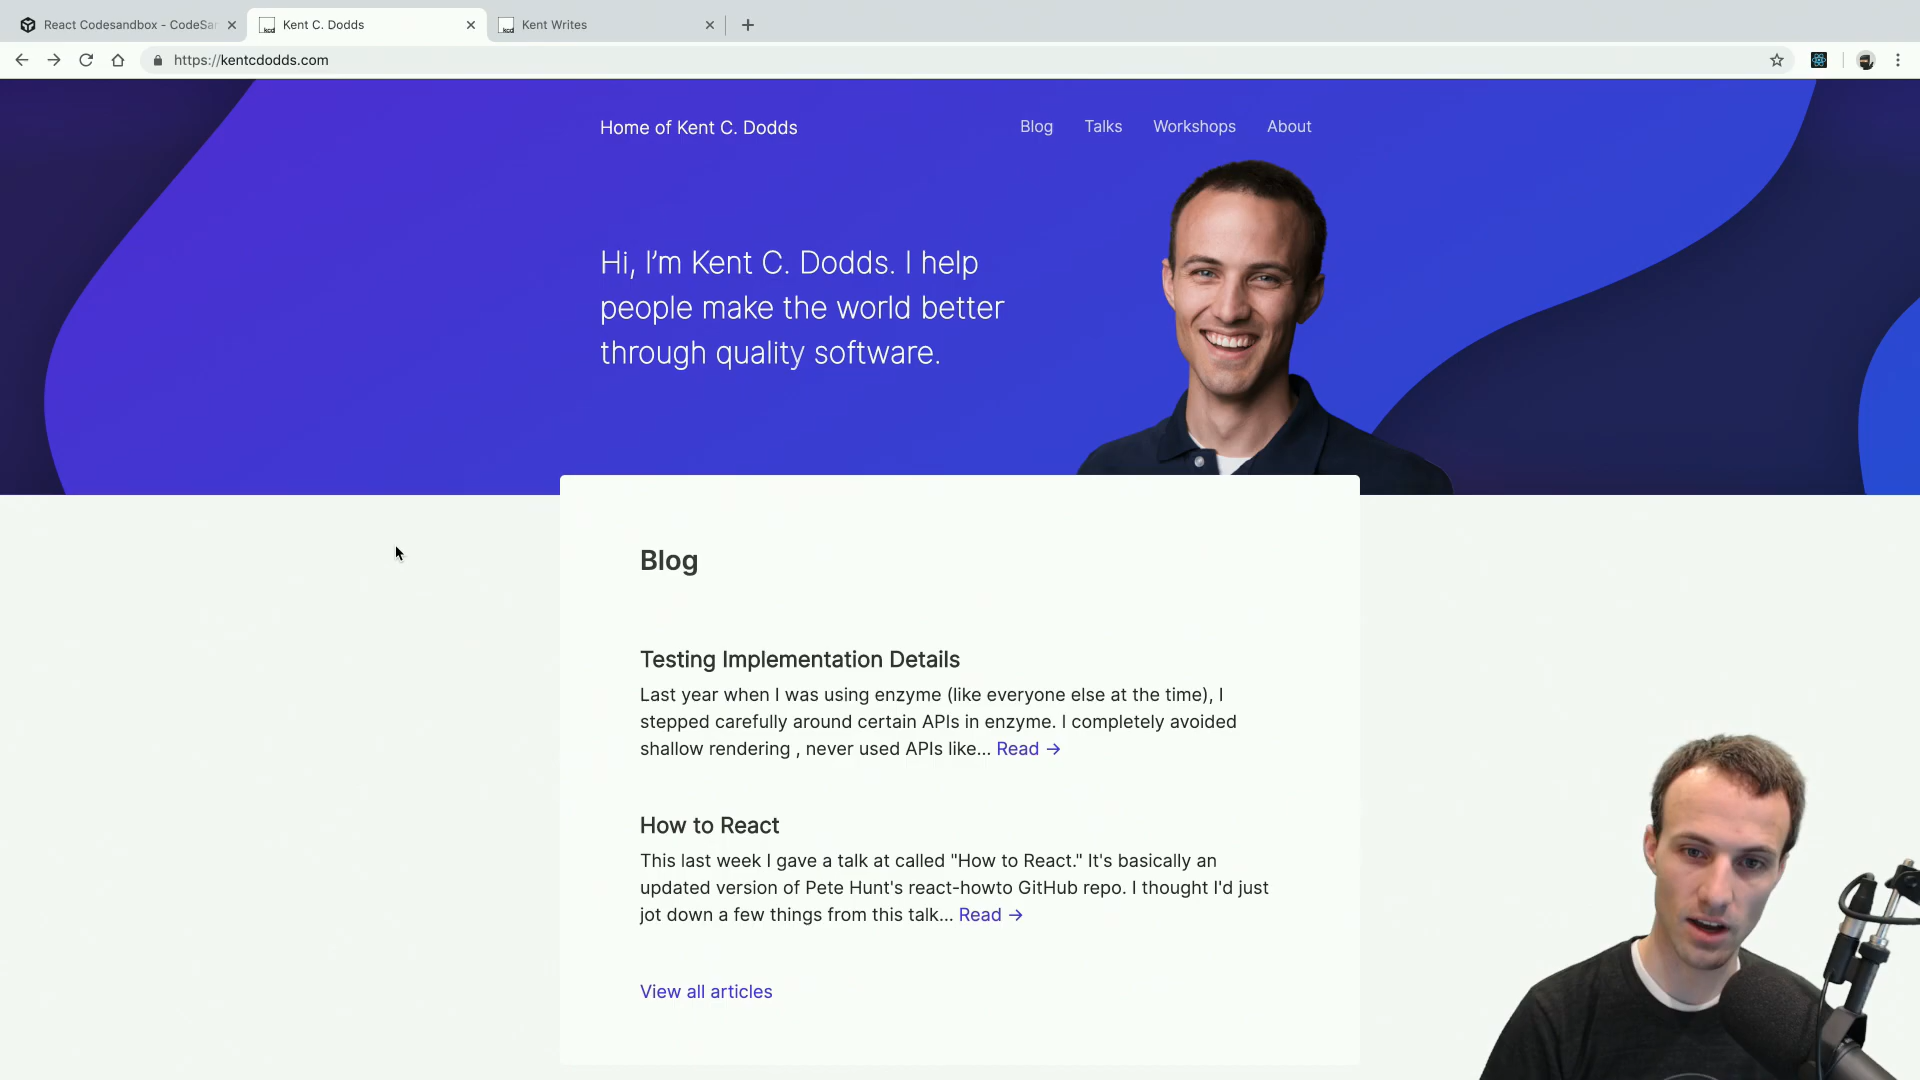 React Codesandbox - CodeSa
Kent C. Dodds
Kent Writes
https://kentcdodds.com
Home of Kent C. Dodds
Blog
Talks
Workshops
About
Hi, I’m Kent C. Dodds. I help
people make the world better
through quality software.
Blog
Testing Implementation Details
Last year when I was using enzyme (like everyone else at the time), I
stepped carefully around certain APIs in enzyme. I completely avoided
shallow rendering , never used APIs like... Read →
How to React
This last week I gave a talk at called "How to React." It's basically an
updated version of Pete Hunt's react-howto GitHub repo. I thought I'd just
jot down a few things from this talk... Read →
View all articles